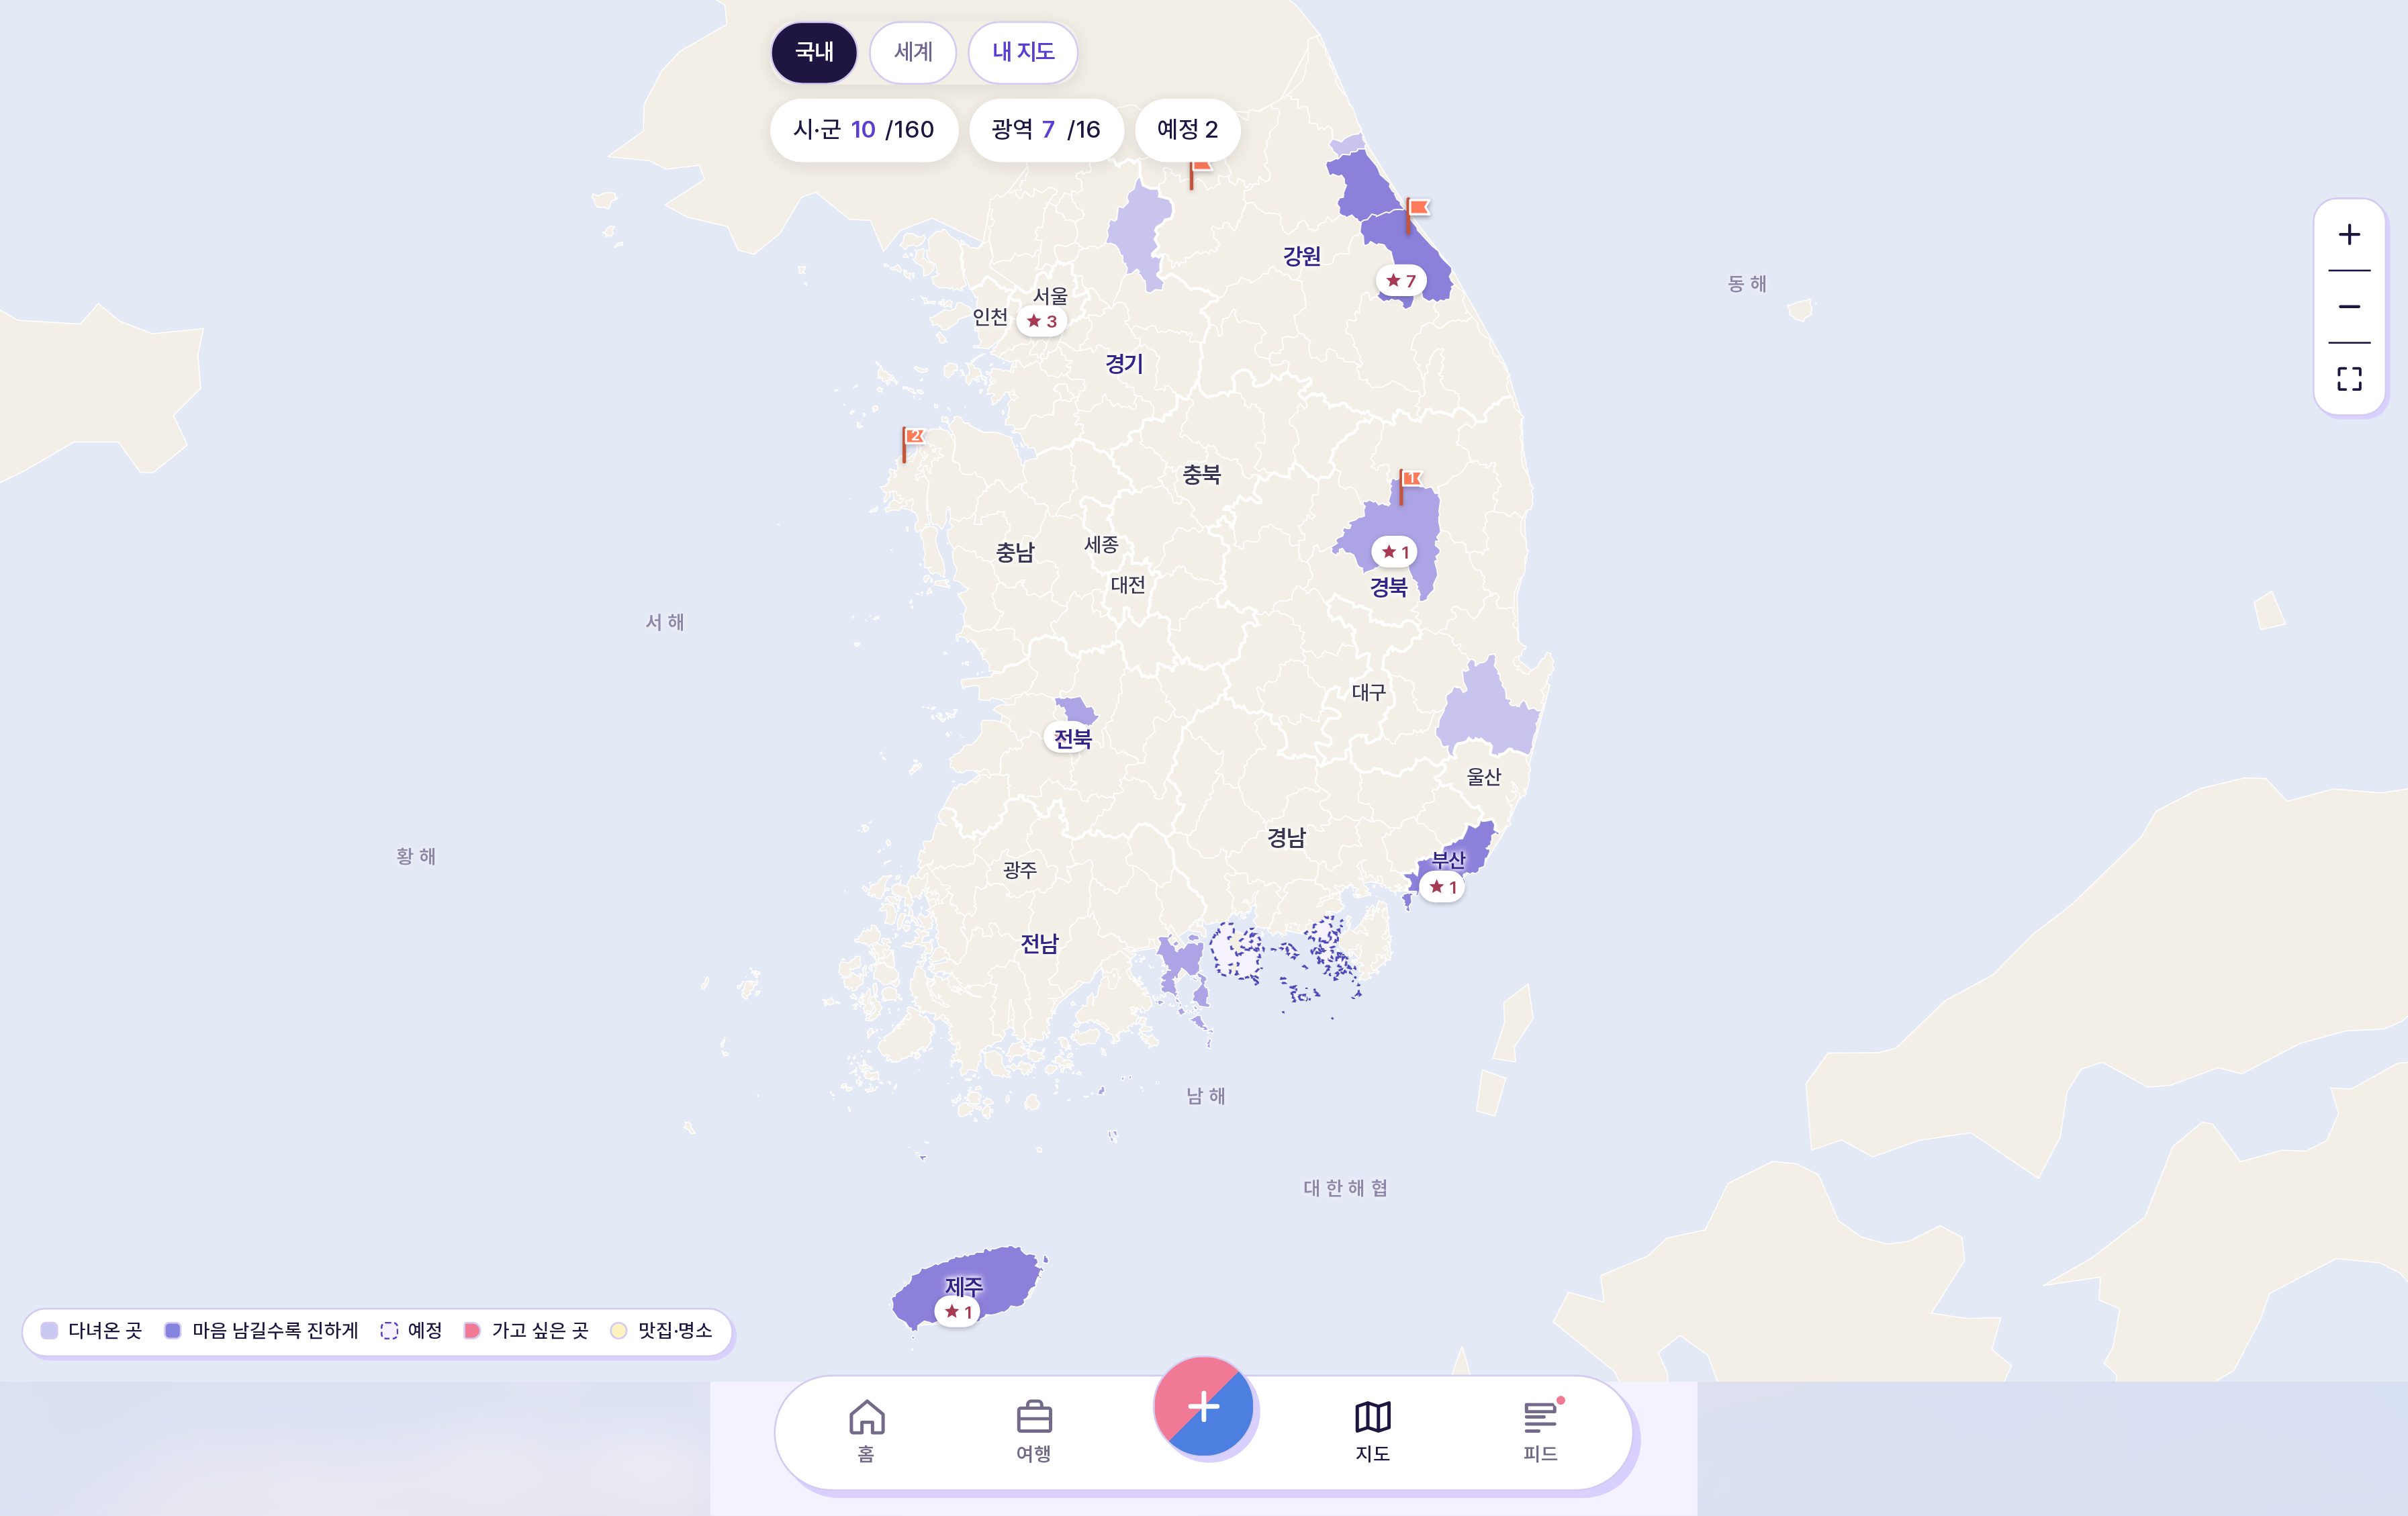 국내
세계
내 지도
시·군 10 /160
광역 7 /16
예정 2
강원
7
서울
인천
3
경기
동해
2
충북
1
충남
세종
1
대전
경북
서해
대구
전북
울산
황해
경남
광주
부산
1
전남
남해
대한해협
제주
1
다녀온 곳
마음 남길수록 진하게
예정
가고 싶은 곳
맛집·명소
홈
여행
지도
피드